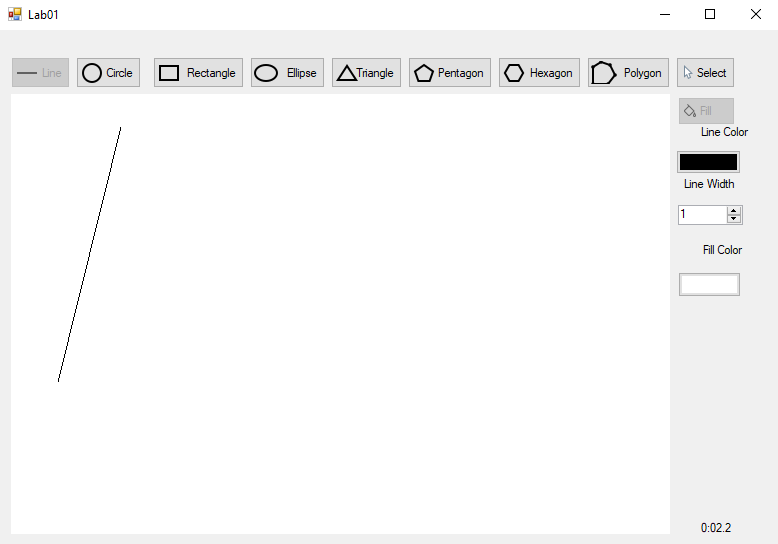 Lab01
Line Circle Rectangle Ellipse Triangle Pentagon Hexagon Polygon Select
Fill
Line Color
Line Width
1
Fill Color
0:02.2